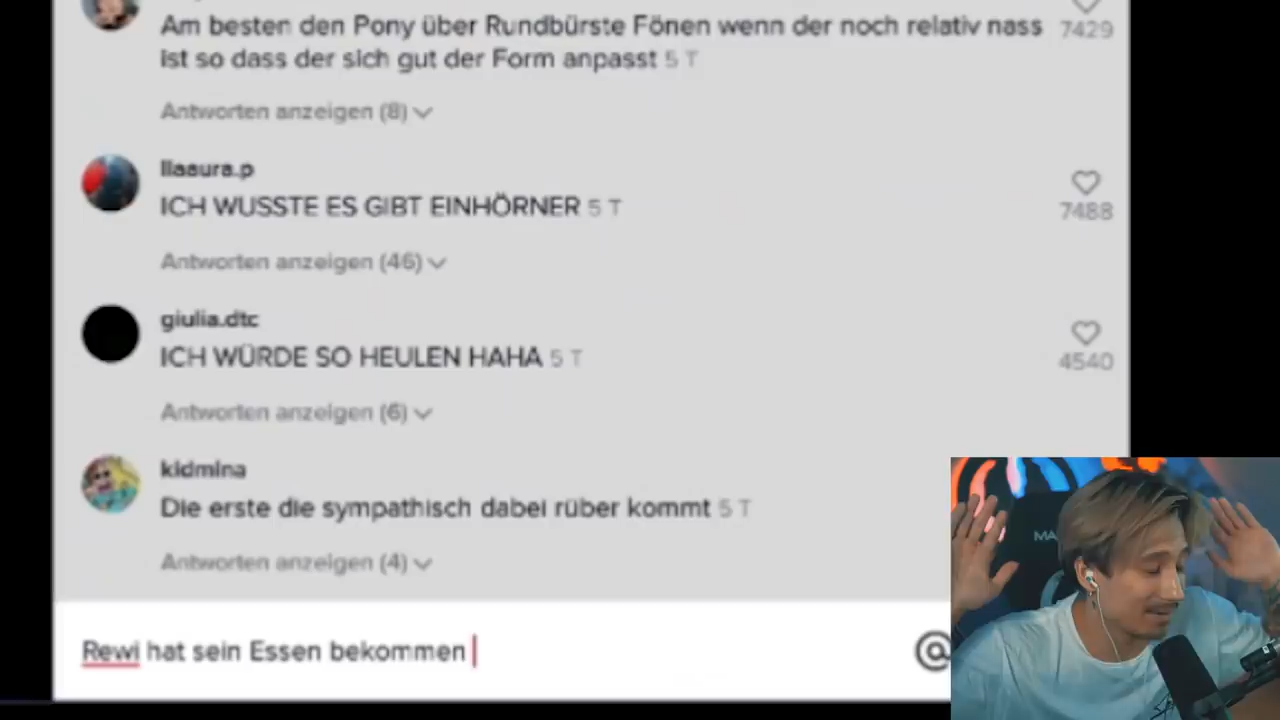 Am besten den Pony über Rundbürste Fönen wenn der noch relativ nass
7429
ist so dass der sich gut der Form anpasst 5 T
Antworten anzeigen (8)
llaaura.p
ICH WUSSTE ES GIBT EINHÖRNER 5 T
7488
Antworten anzeigen (46)
giulia.dtc
ICH WÜRDE SO HEULEN HAHA 5 T
4540
Antworten anzeigen (6)
kidmina
Die erste die sympathisch dabei rüber kommt 5 T
Antworten anzeigen (4)
Rewi hat sein Essen bekommen
@
MA